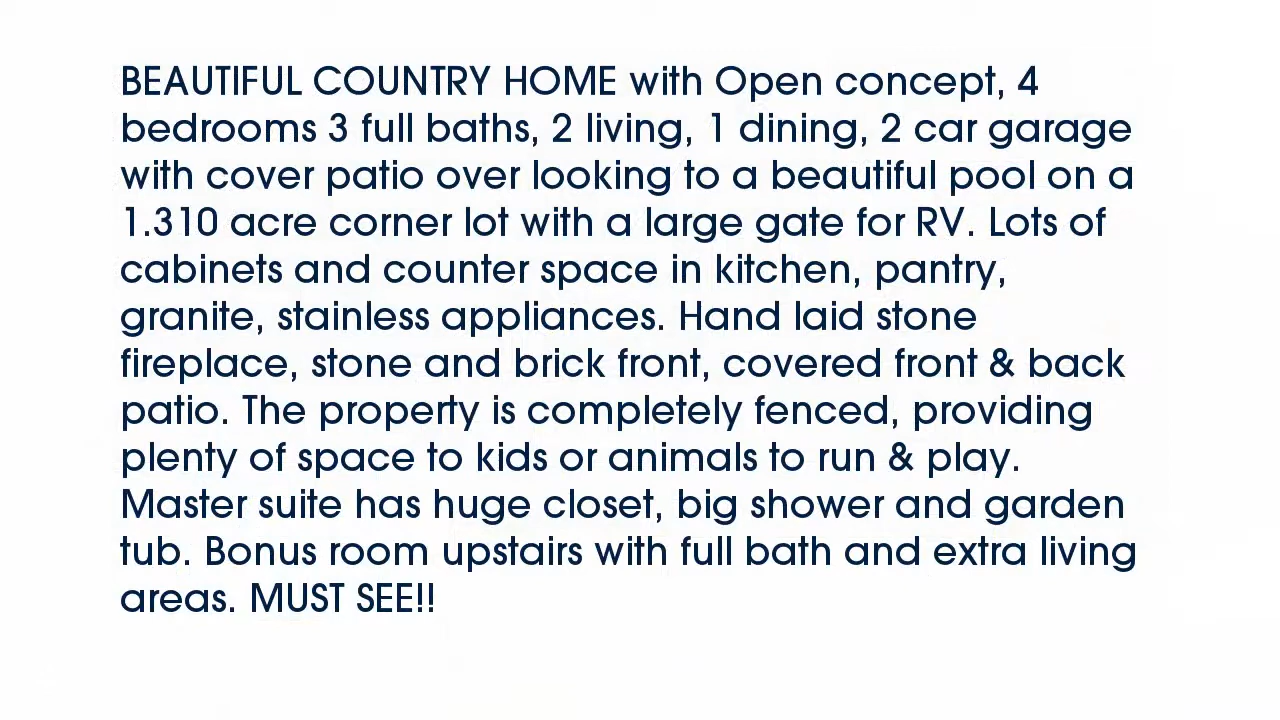 BEAUTIFUL COUNTRY HOME with Open concept, 4
bedrooms 3 full baths, 2 living, 1 dining, 2 car garage
with cover patio over looking to a beautiful pool on a
1.310 acre corner lot with a large gate for RV. Lots of
cabinets and counter space in kitchen, pantry,
granite, stainless appliances. Hand laid stone
fireplace, stone and brick front, covered front & back
patio. The property is completely fenced, providing
plenty of space to kids or animals to run & play.
Master suite has huge closet, big shower and garden
tub. Bonus room upstairs with full bath and extra living
areas. MUST SEE!!